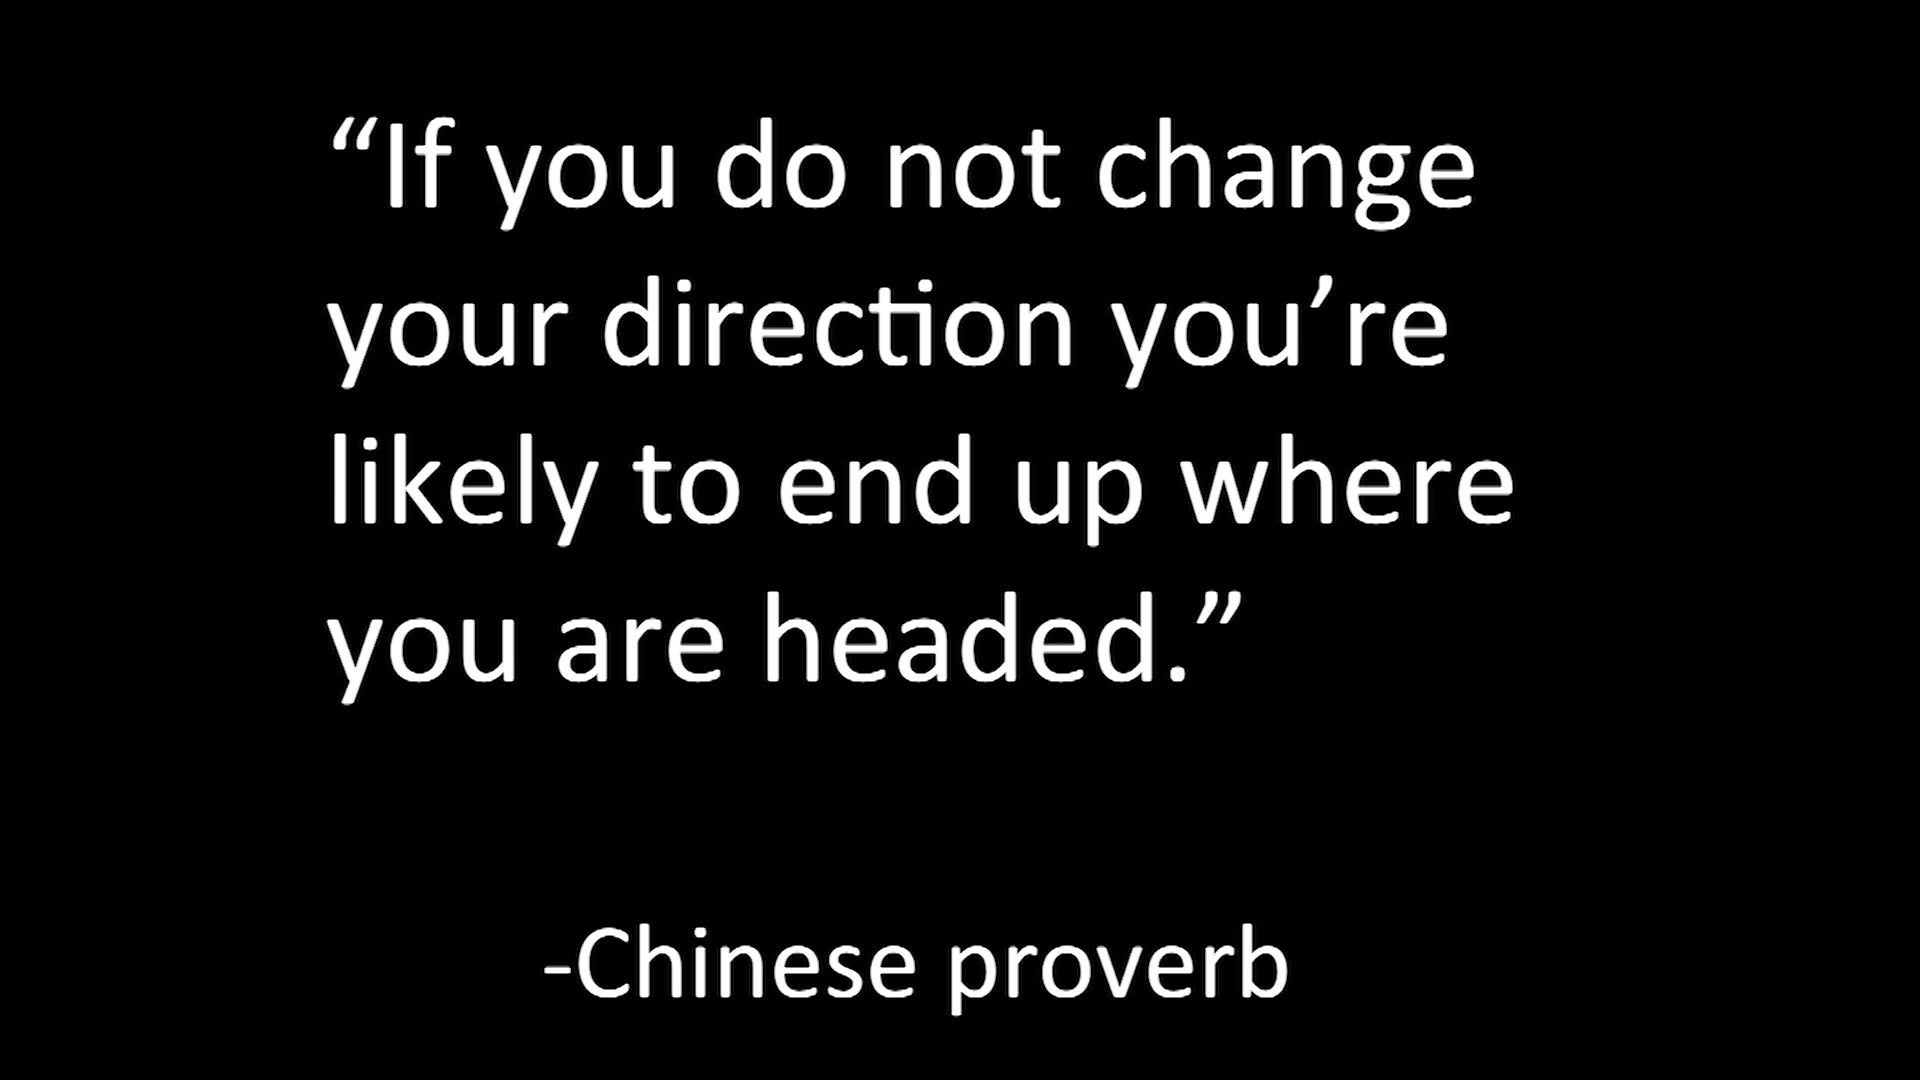 “If you do not change
your direction you’re
likely to end up where
you are headed.”
-Chinese proverb